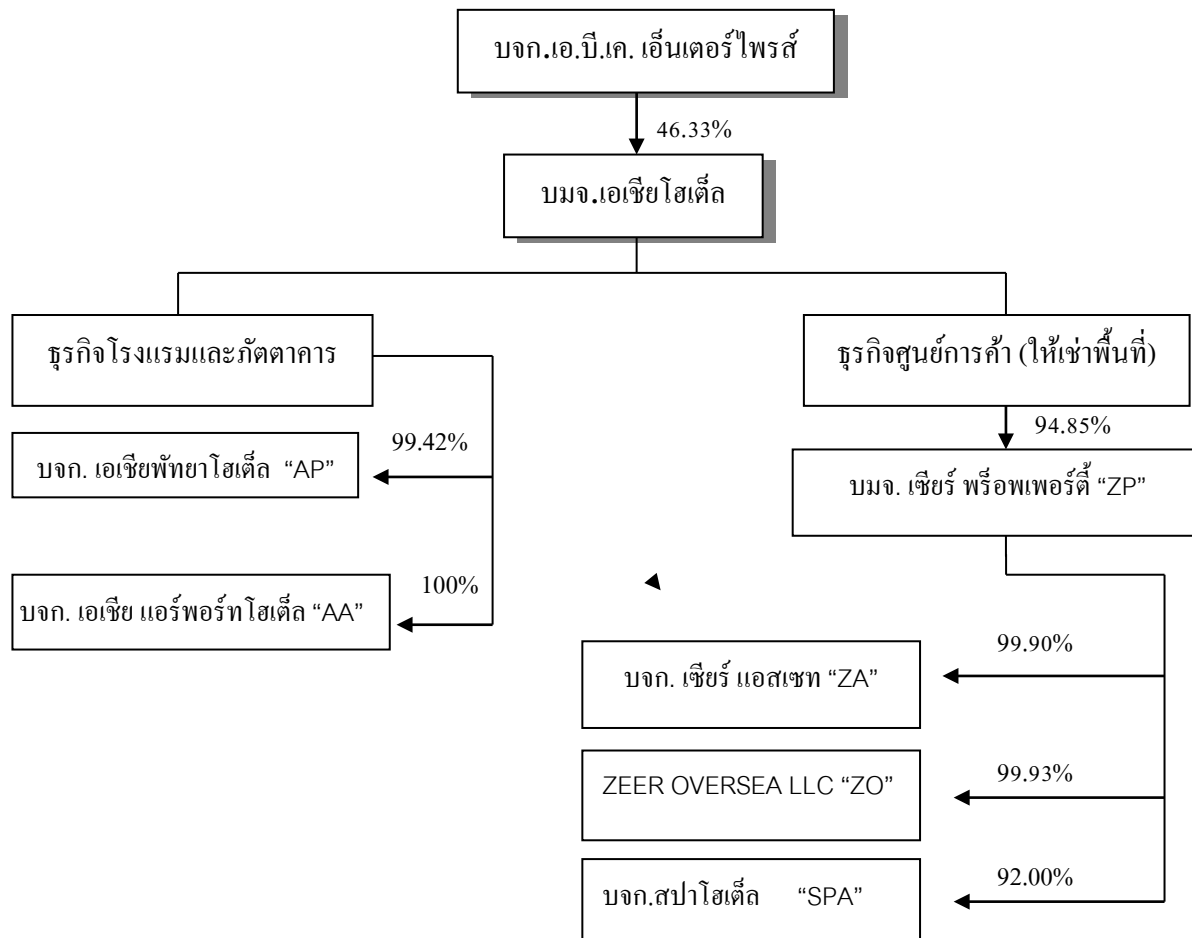 บจก.เอ.บี.เค. เอ็นเตอร์ไพรส์
46.33%
บมจ.เอเชียโฮเต็ล
ธุรกิจโรงแรมและภัตตาคาร
ธุรกิจศูนย์การค้า (ให้เช่าพื้นที่)
99.42%
94.85%
บจก. เอเชียพัทยาโฮเต็ล “AP”
บมจ. เซียร์ พร็อพเพอร์ตี้ “ZP”
100%
บจก. เอเชีย แอร์พอร์ทโฮเต็ล “AA”
99.90%
บจก. เซียร์ แอสเซท “ZA”
ZEER OVERSEA LLC “ZO”
99.93%
92.00%
บจก.สปาโฮเต็ล “SPA”